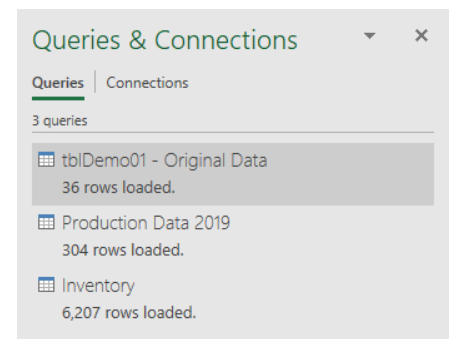 Queries & Connections
Queries | Connections
3 queries
tblDemo01 - Original Data
36 rows loaded.
Production Data 2019
304 rows loaded.
Inventory
6,207 rows loaded.